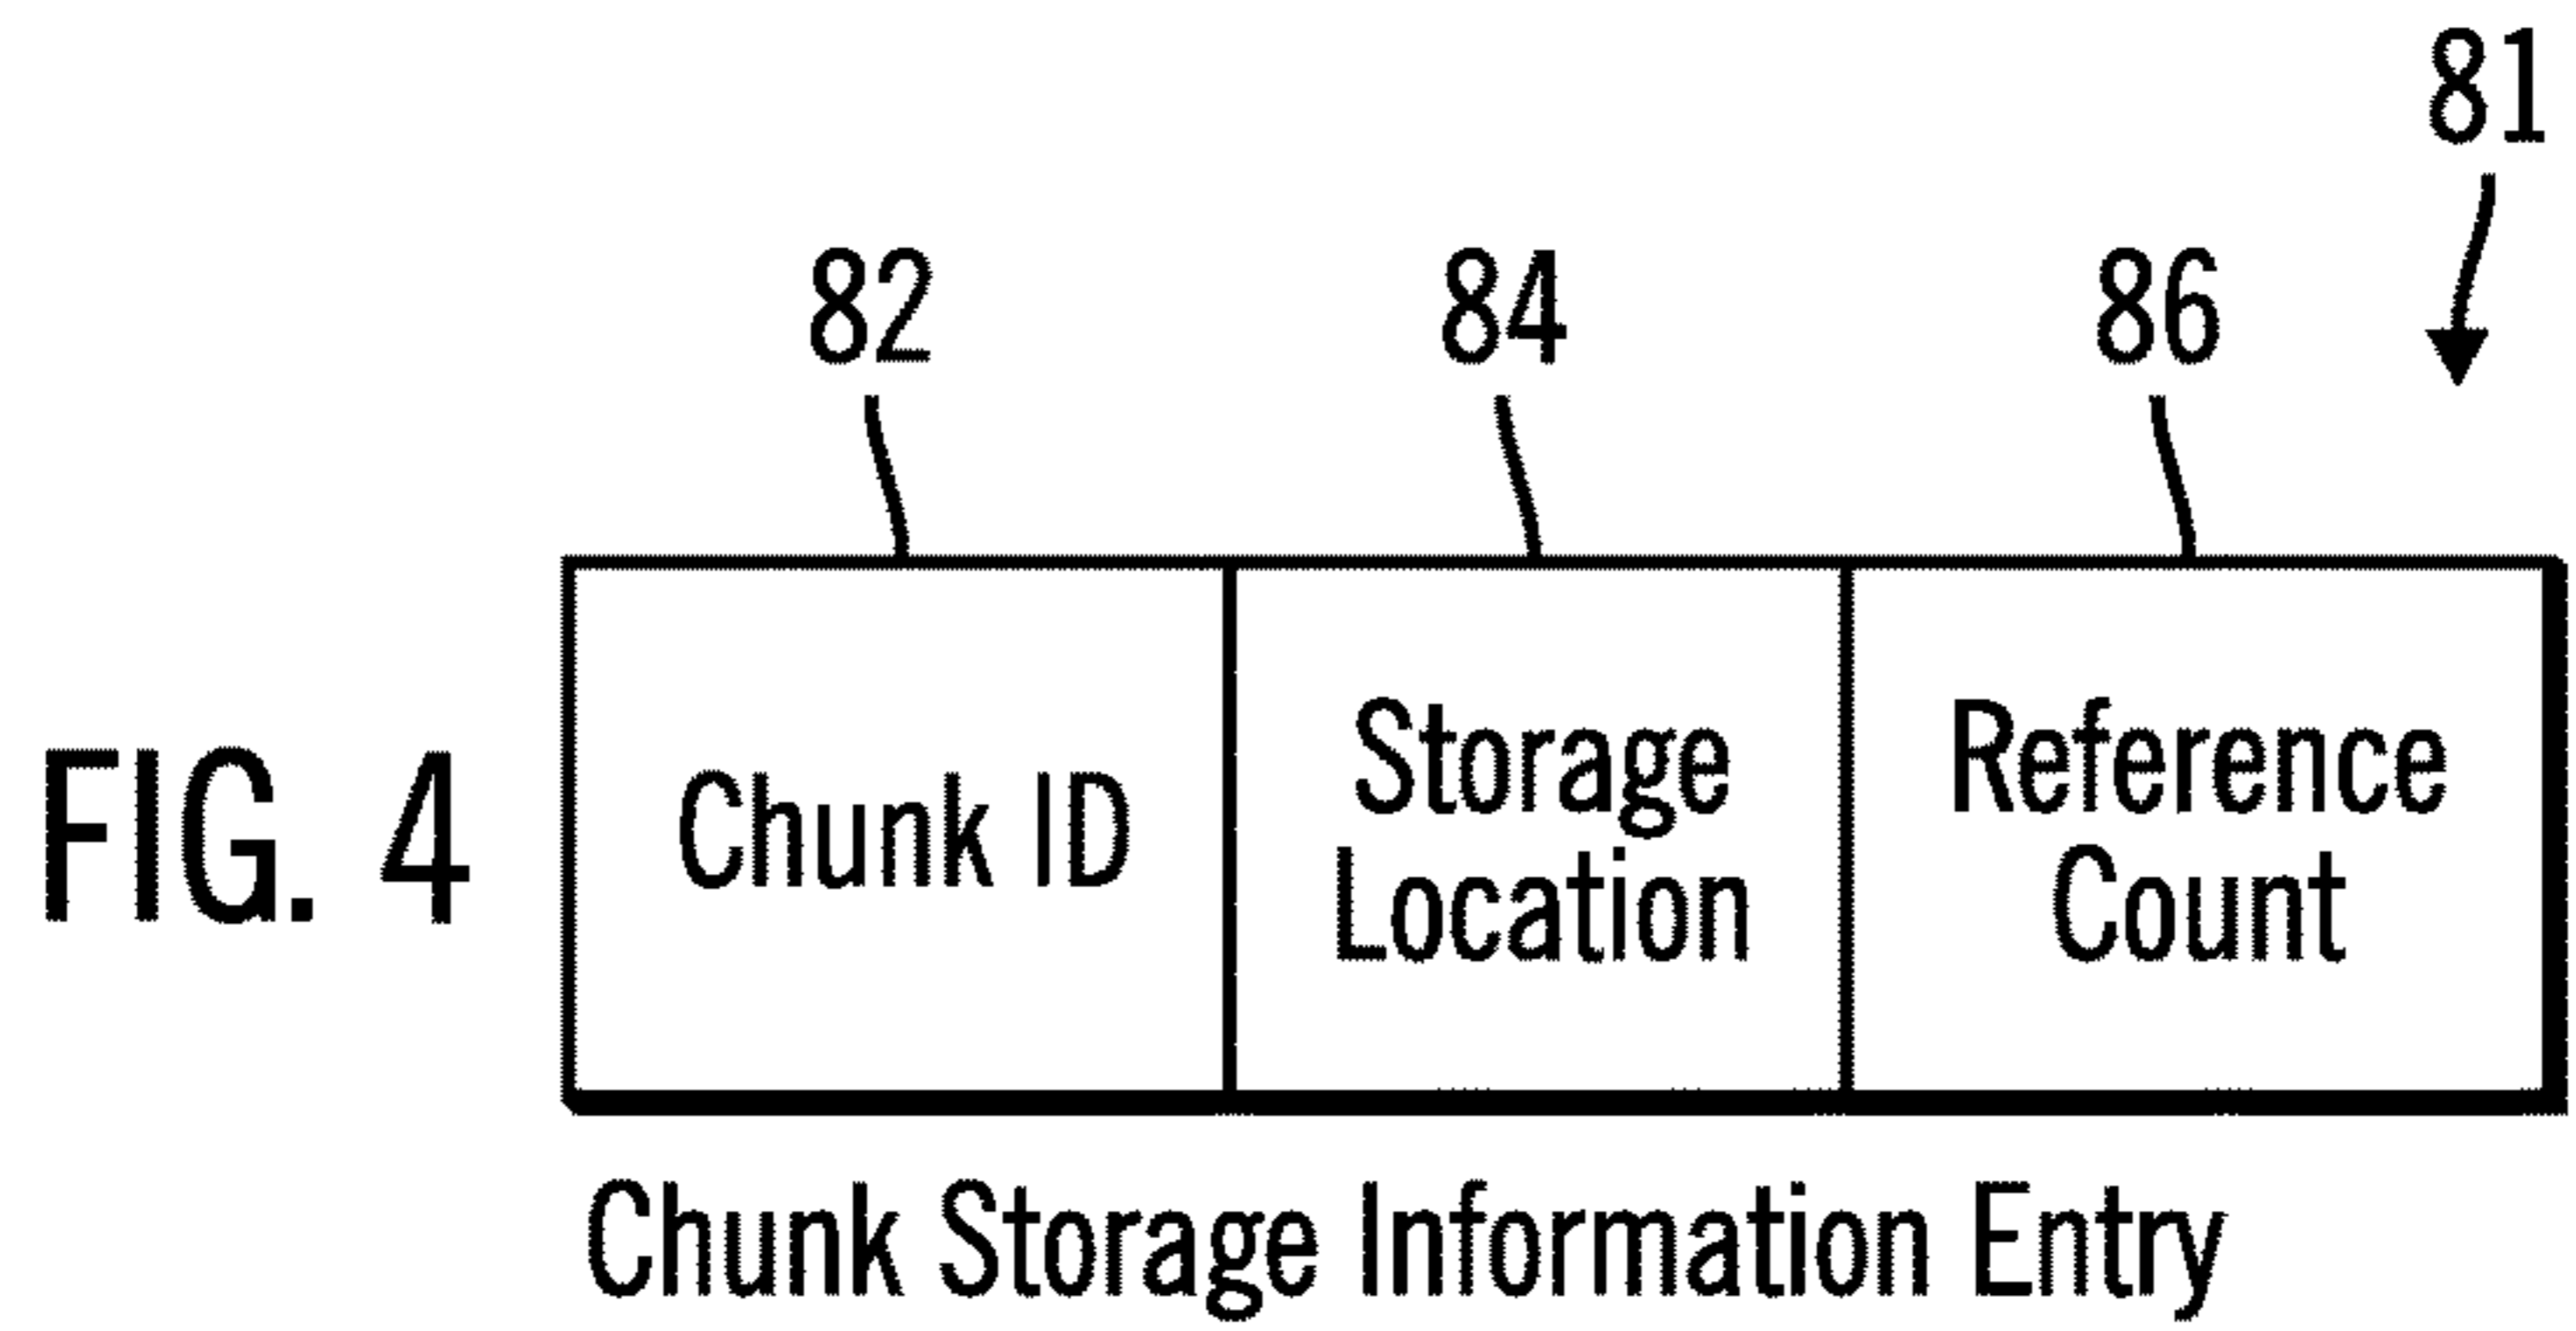 81
82 84 86
FIG. 4
Chunk ID
Storage
Location
Reference
Count
Chunk Storage Information Entry